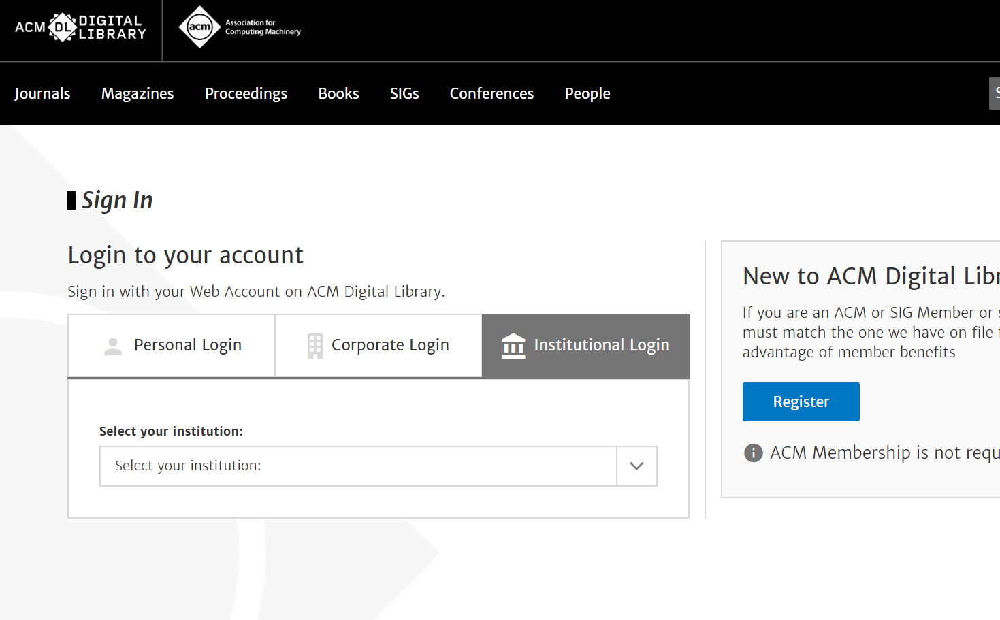 ACM DL DIGITAL LIBRARY
acm Association for
Computing Machinery
Journals Magazines Proceedings Books SIGs Conferences People
Sign In
Login to your account
Sign in with your Web Account on ACM Digital Library.
Personal Login Corporate Login Institutional Login
Select your institution:
Select your institution:
New to ACM Digital
If you are an ACM or SIG Member or
must match the one we have on file
advantage of member benefits
Register
ACM Membership is not